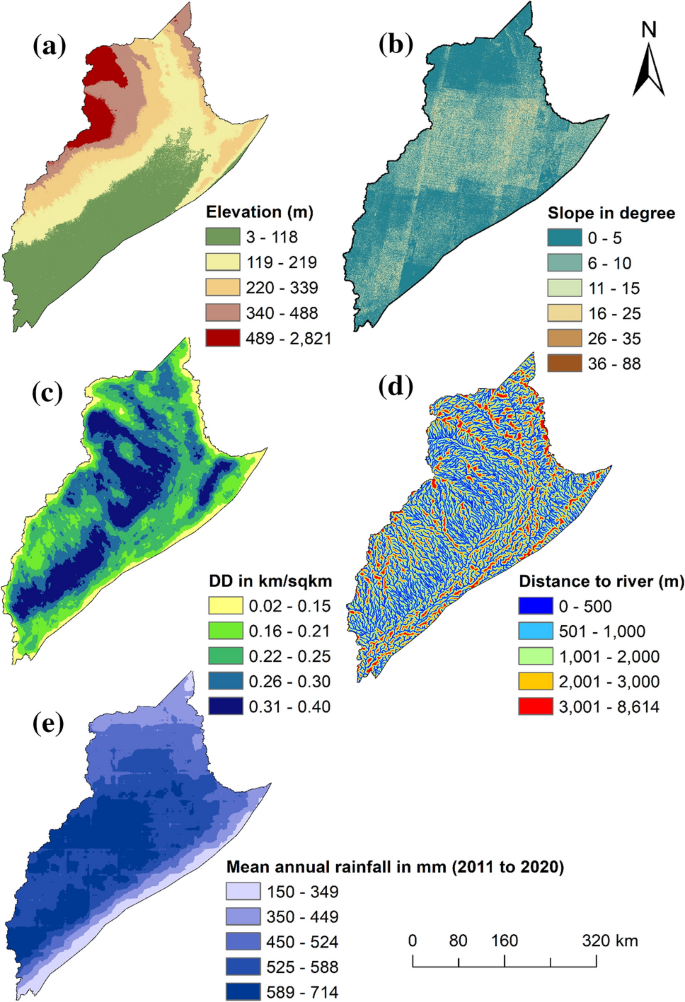 (a)
(b)
N
Elevation (m)
3 - 118
119 - 219
220 - 339
340 - 488
489 - 2,821
Slope in degree
0 - 5
6 - 10
11 - 15
16 - 25
26 - 35
36 - 88
(c)
(d)
DD in km/sqkm
0.02 - 0.15
0.16 - 0.21
0.22 - 0.25
0.26 - 0.30
0.31 - 0.40
Distance to river (m)
0 - 500
501 - 1,000
1,001 - 2,000
2,001 - 3,000
3,001 - 8,614
(e)
Mean annual rainfall in mm (2011 to 2020)
150 - 349
350 - 449
450 - 524
525 - 588
589 - 714
0 80 160 320 km